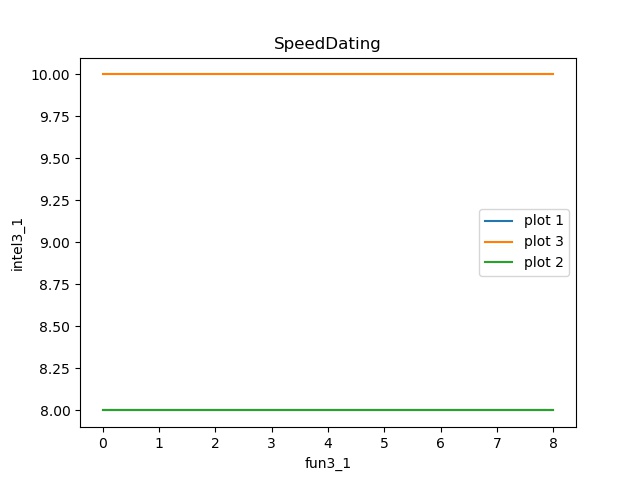 SpeedDating
10.00
9.75
9.50
9.25
9.00
8.75
8.50
8.25
8.00
intel3_1
plot 1
plot 3
plot 2
0 1 2 3 4 5 6 7 8
fun3_1